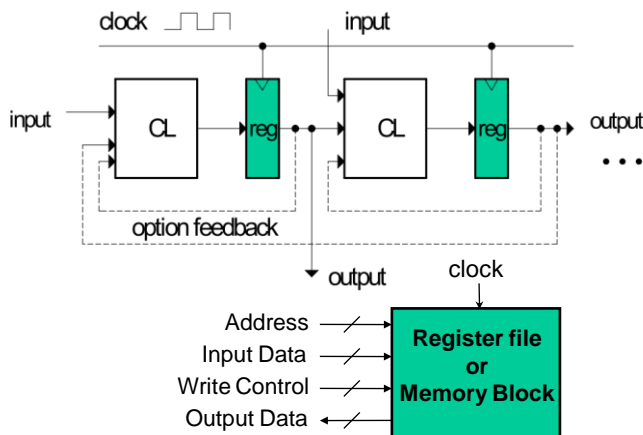 clock
input
input
CL
reg
CL
reg
output
option feedback
output
clock
Address
Input Data
Write Control
Output Data
Register file
or
Memory Block